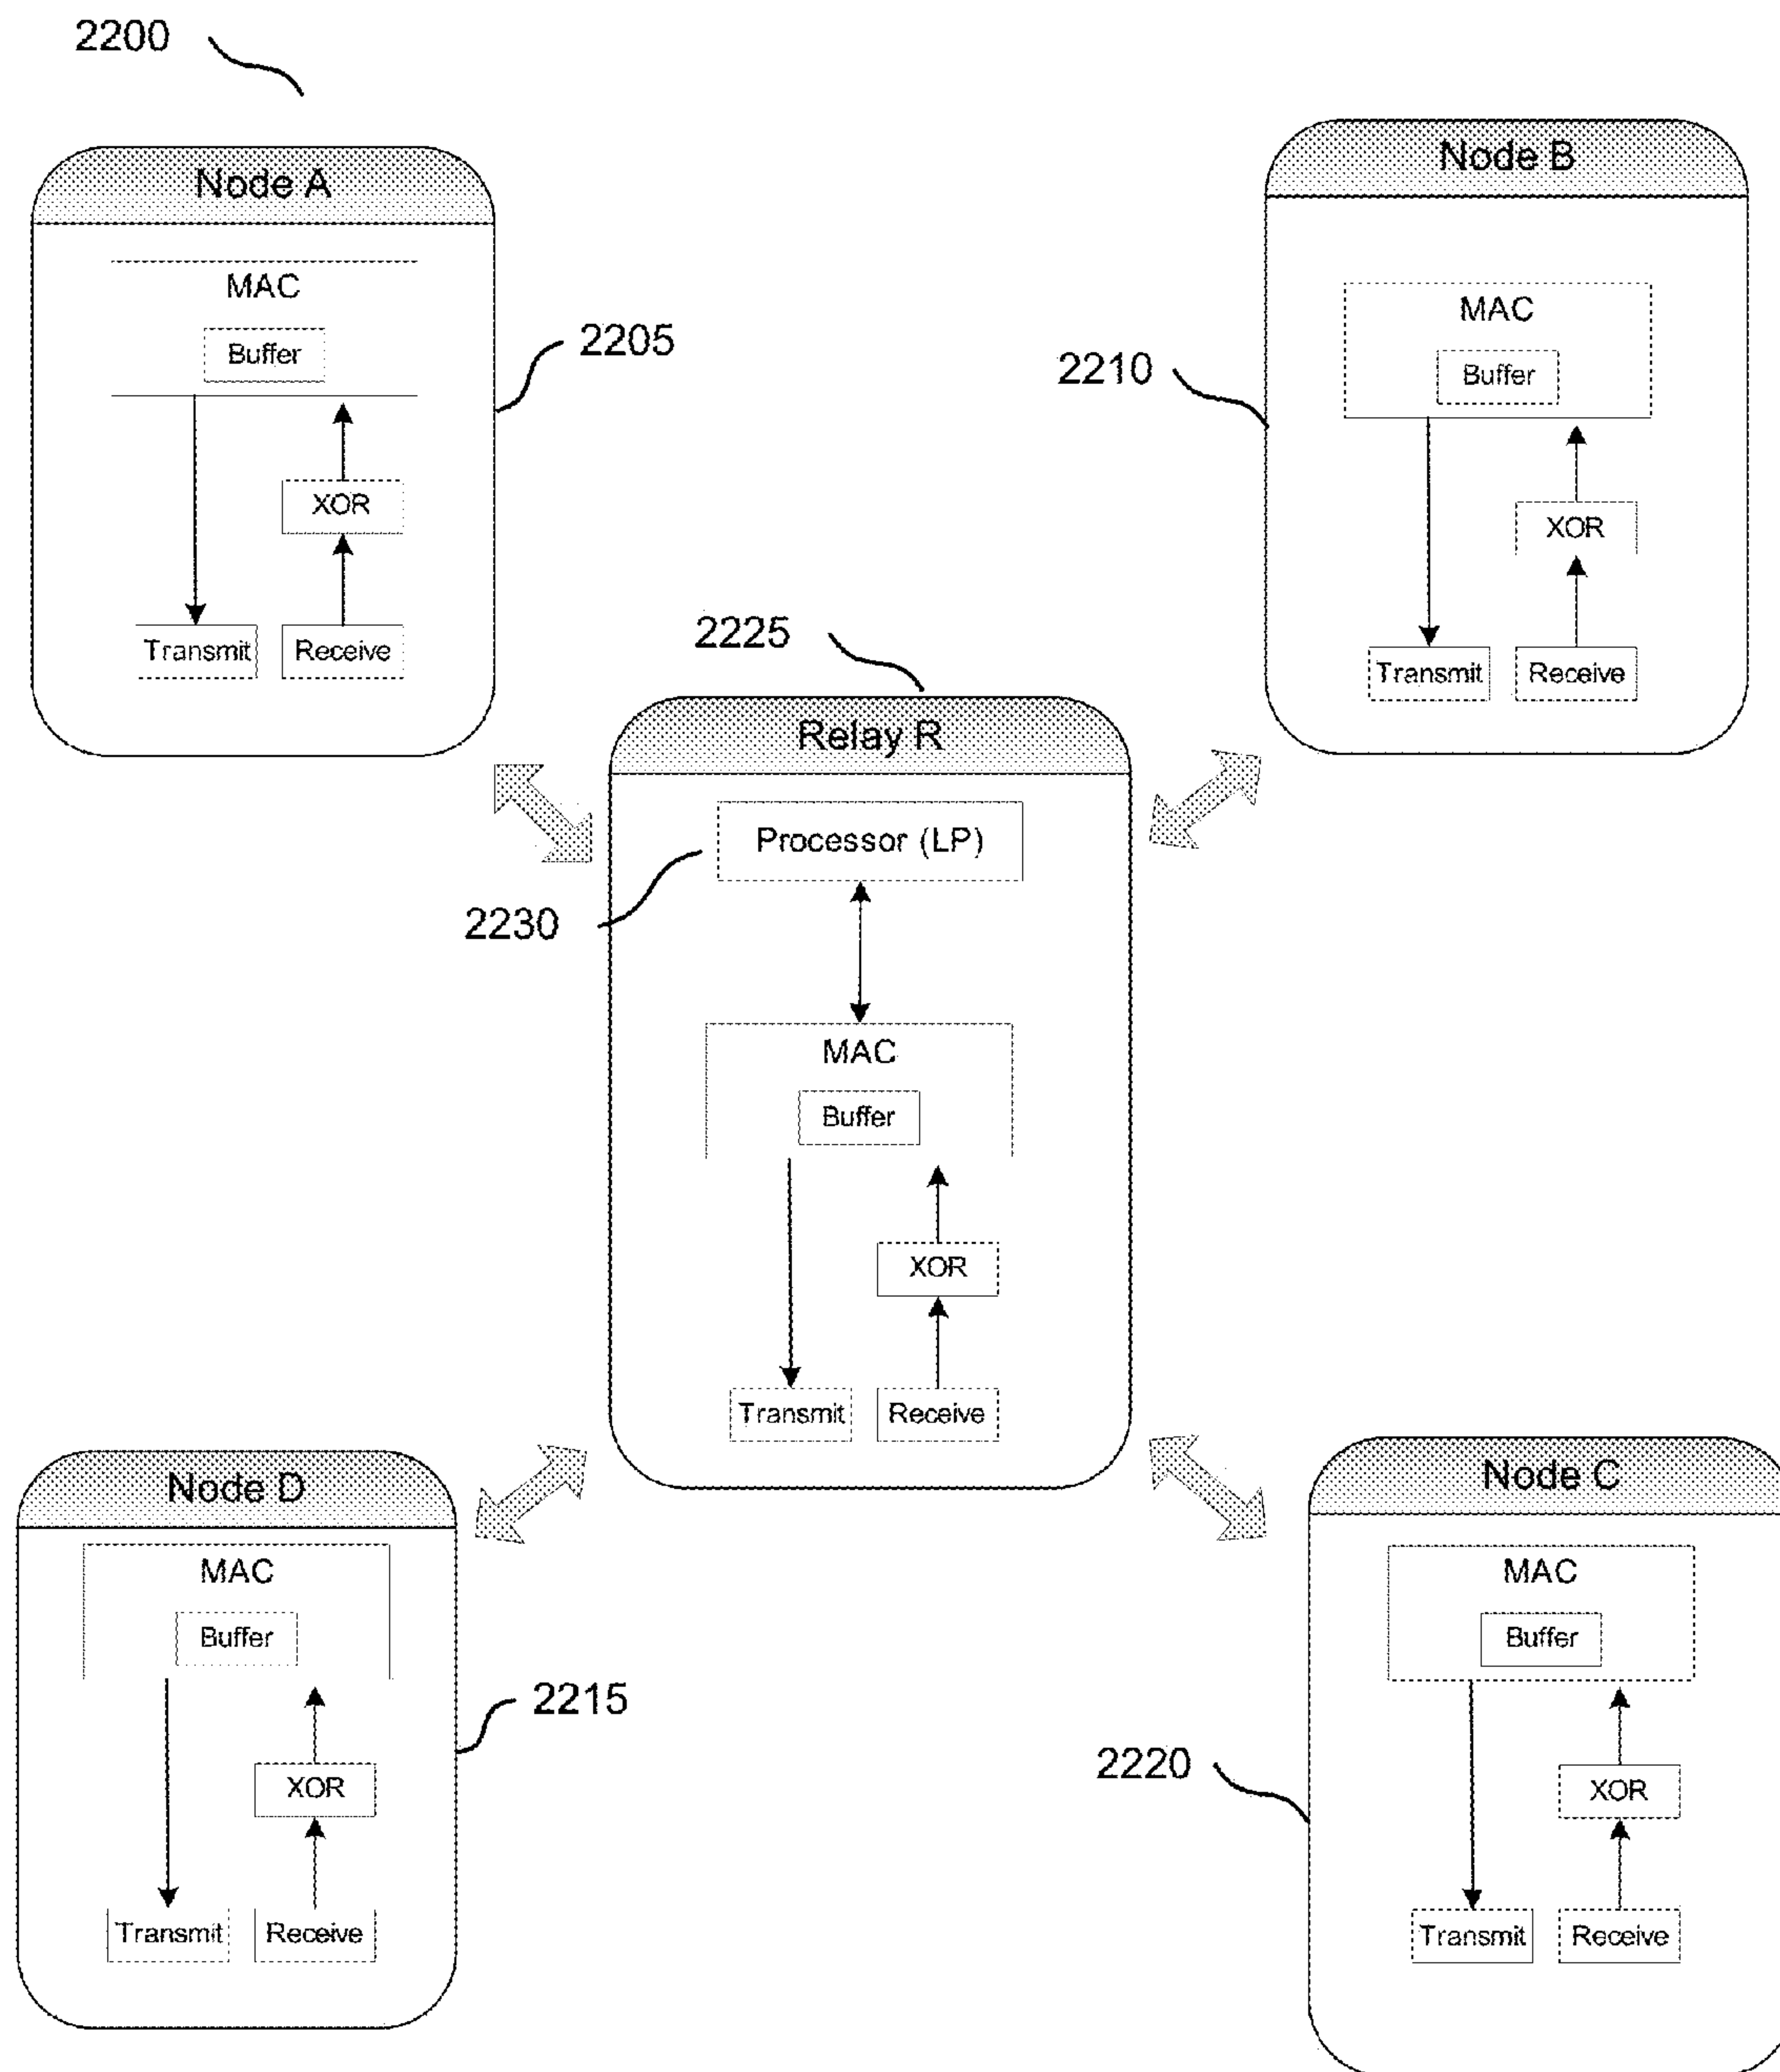 2200
Node A
MAC
Buffer
XOR
Transmit
Receive
2205
Node B
MAC
Buffer
XOR
Transmit
Receive
2210
2225
Relay R
Processor (LP)
2230
MAC
Buffer
XOR
Transmit
Receive
Node D
MAC
Buffer
XOR
Transmit
Receive
2215
Node C
MAC
Buffer
XOR
Transmit
Receive
2220